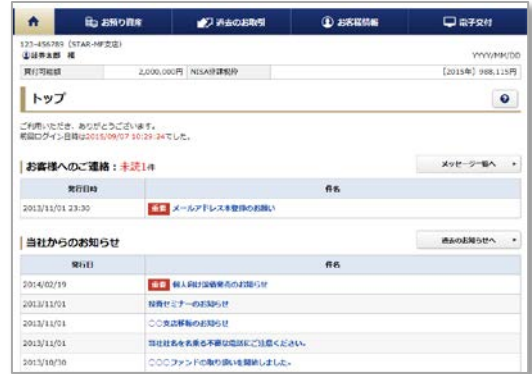 お預り資産 過去のお取引 お客様情報 電子交付
123-456789 (STAR-MF支店)
証券太郎 様 YYYY/MM/DD
買付可能額 2,000,000円 NISA非課税枠 [2015年] 988,115円
トップ
ご利用いただき、ありがとうございます。
前回ログイン日時は2015/09/07 10:29:34でした。
お客様へのご連絡：未読1件 メッセージ一覧へ
発行日時 件名
2013/11/01 23:30 重要 メールアドレス未登録のお願い
当社からのお知らせ 過去のお知らせへ
発行日 件名
2014/02/19 重要 個人向け国債発売のお知らせ
2013/11/01 投資セミナーのお知らせ
2013/11/01 ○○支店移転のお知らせ
2013/11/01 当社社名を名乗る不審な電話にご注意ください。
2013/10/30 ○○○ファンドの取り扱いを開始しました。